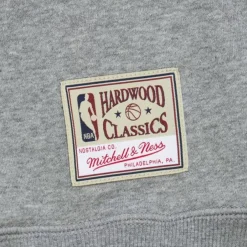 HARDWOOD
NBA
CLASSICS
NOSTALGIA CO.
Mitchell & Ness
PHILADELPHIA, PA.